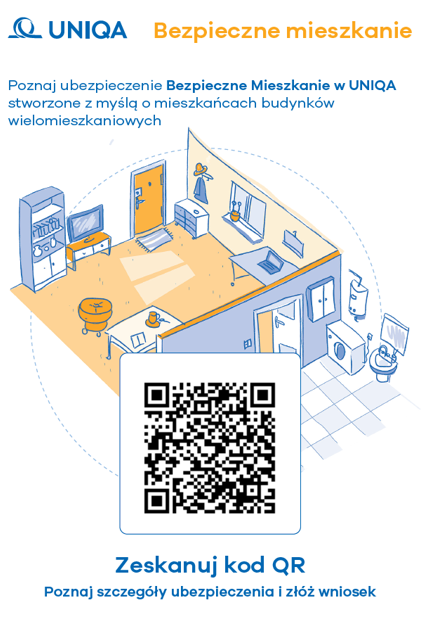 UNIQA
Bezpieczne mieszkanie
Poznaj ubezpieczenie Bezpieczne Mieszkanie w UNIQA
stworzone z myślą o mieszkańcach budynków
wielomieszkaniowych
Zeskanuj kod QR
Poznaj szczegóły ubezpieczenia i złóż wniosek